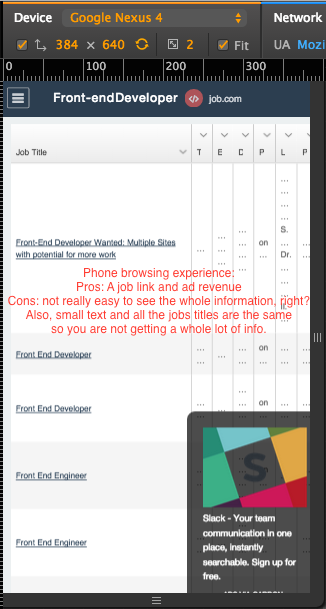 Device Google Nexus 4 Network
384 × 640 2 Fit UA Mozi
0 100 200 300
Front-endDeveloper </> job.com
Job Title T E C P L P
... ... ... on ... ...
S.
Dr.
Front-End Developer Wanted: Multiple Sites
with potential for more work
Phone browsing experience:
Pros: A job link and ad revenue
Cons: not really easy to see the whole information, right?
Also, small text and all the jobs titles are the same
so you are not getting a whole lot of info.
Front End Developer ... ... ... on ... ...
Front End Developer ... ... ... on ... ...
Front End Engineer
S
Slack - Your team
communication in one
place, instantly
searchable. Sign up for
free.
Front End Engineer